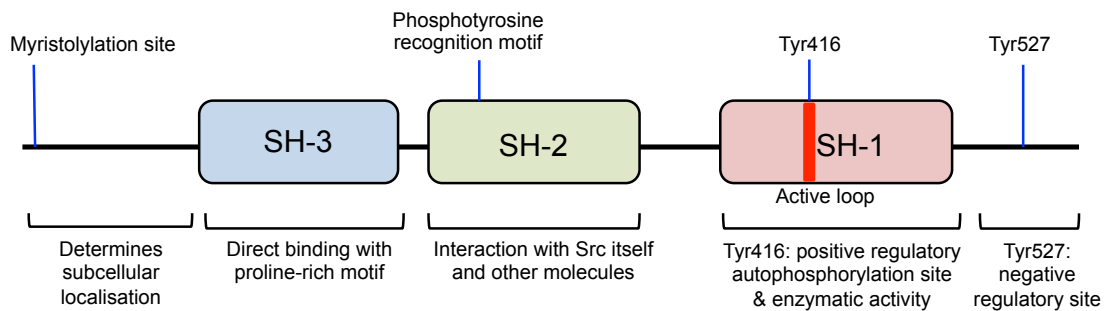 Myristolylation site
Phosphotyrosine
recognition motif
Tyr416
Tyr527
SH-3
SH-2
SH-1
Active loop
Determines
subcellular
localisation
Direct binding with
proline-rich motif
Interaction with Src itself
and other molecules
Tyr416: positive regulatory
autophosphorylation site
& enzymatic activity
Tyr527:
negative
regulatory site